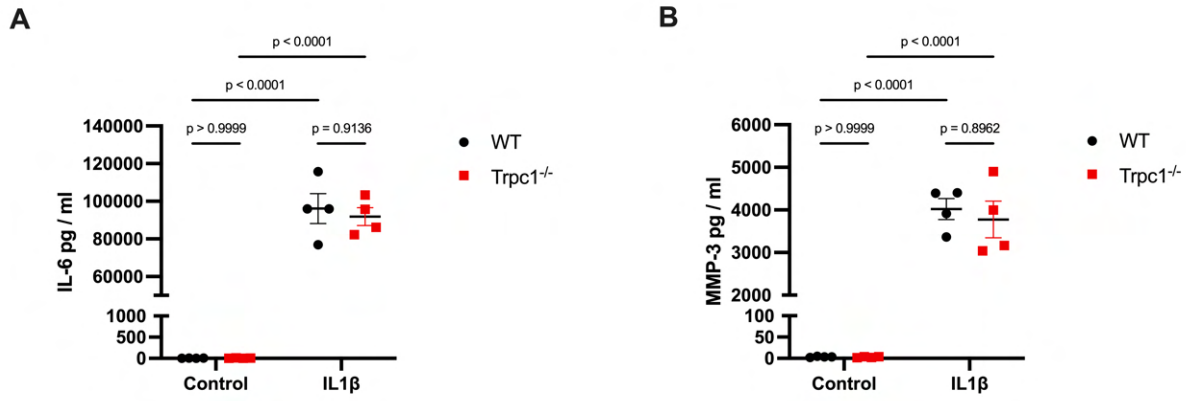 A
p < 0.0001
p < 0.0001
p > 0.9999
p = 0.9136
IL-6 pg / ml
140000
120000
100000
80000
60000
1000
500
0
Control
IL1β
WT
Trpc1-/-
B
p < 0.0001
p < 0.0001
p > 0.9999
p = 0.8962
MMP-3 pg / ml
6000
5000
4000
3000
2000
100
50
0
Control
IL1β
WT
Trpc1-/-